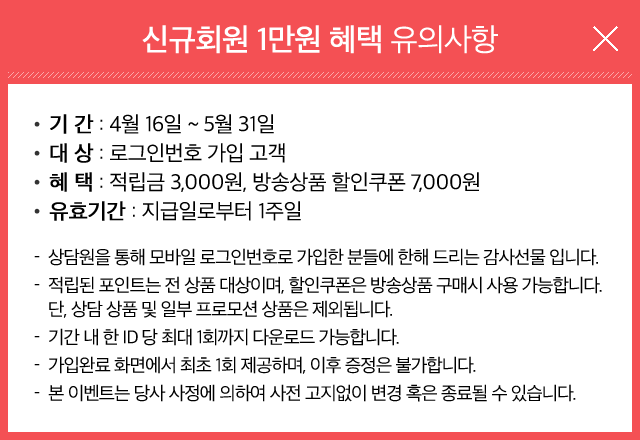 신규회원 1만원 혜택 유의사항
• 기 간 : 4월 16일 ~ 5월 31일
• 대 상 : 로그인번호 가입 고객
• 혜 택 : 적립금 3,000원, 방송상품 할인쿠폰 7,000원
• 유효기간 : 지급일로부터 1주일
- 상담원을 통해 모바일 로그인번호로 가입한 분들에 한해 드리는 감사선물 입니다.
- 적립된 포인트는 전 상품 대상이며, 할인쿠폰은 방송상품 구매시 사용 가능합니다.
단, 상담 상품 및 일부 프로모션 상품은 제외됩니다.
- 기간 내 한 ID 당 최대 1회까지 다운로드 가능합니다.
- 가입완료 화면에서 최초 1회 제공하며, 이후 증정은 불가합니다.
- 본 이벤트는 당사 사정에 의하여 사전 고지없이 변경 혹은 종료될 수 있습니다.